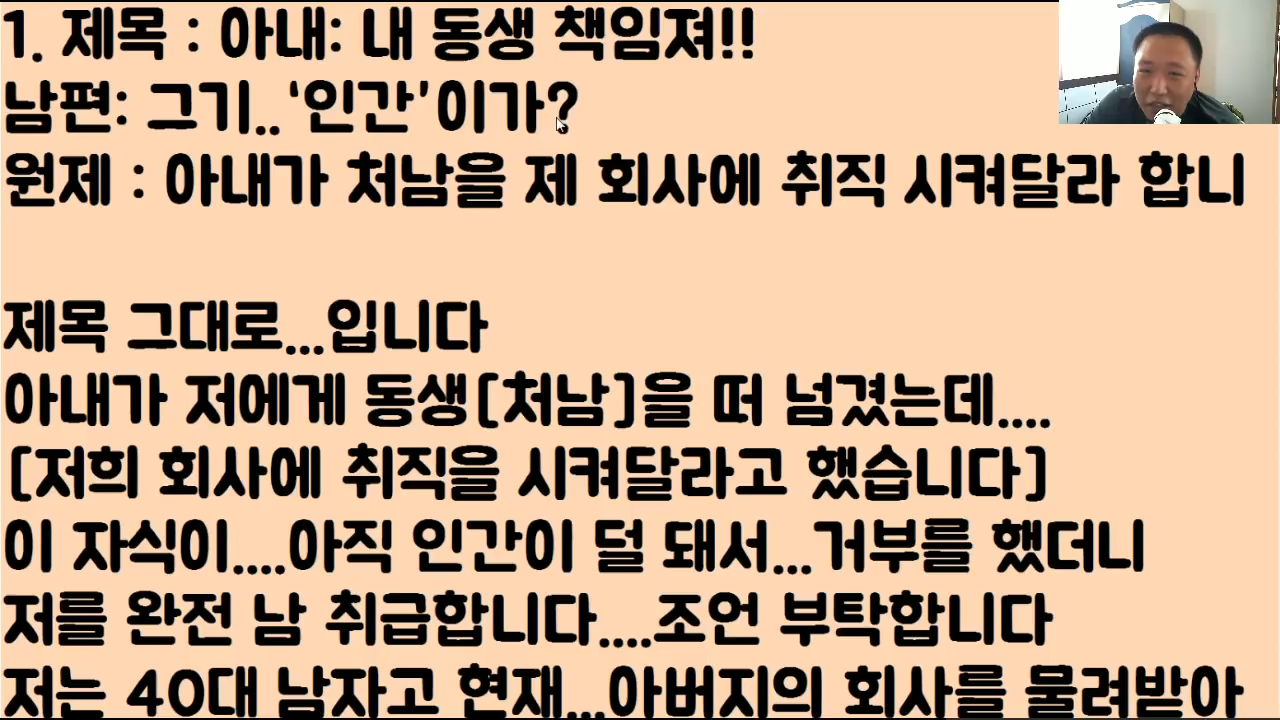 1. 제목 : 아내: 내 동생 책임져!!
남편: 그기.. '인간'이가?
원제 : 아내가 처남을 제 회사에 취직 시켜달라 합니
제목 그대로...입니다
아내가 저에게 동생[처남]을 떠 넘겼는데....
[저희 회사에 취직을 시켜달라고 했습니다]
이 자식이....아직 인간이 덜 돼서...거부를 했더니
저를 완전 남 취급합니다....조언 부탁합니다
저는 40대 남자고 현재...아버지의 회사를 물려받아